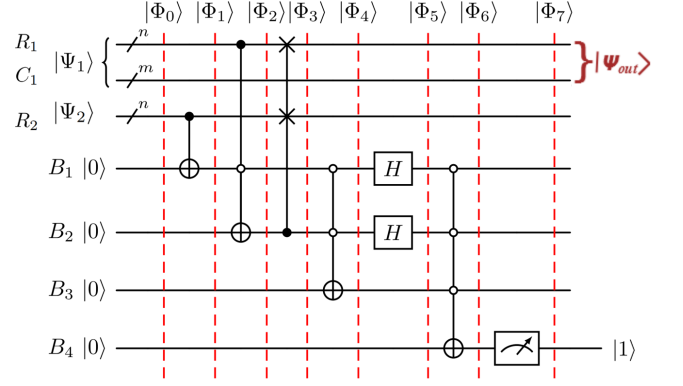 |Φ₀⟩ |Φ₁⟩ |Φ₂⟩ |Φ₃⟩ |Φ₄⟩ |Φ₅⟩ |Φ₆⟩ |Φ₇⟩
R₁ n
|Ψ₁⟩ |Ψout⟩
C₁ m
R₂ |Ψ₂⟩ n
B₁ |0⟩ H
B₂ |0⟩ H
B₃ |0⟩
B₄ |0⟩ |1⟩